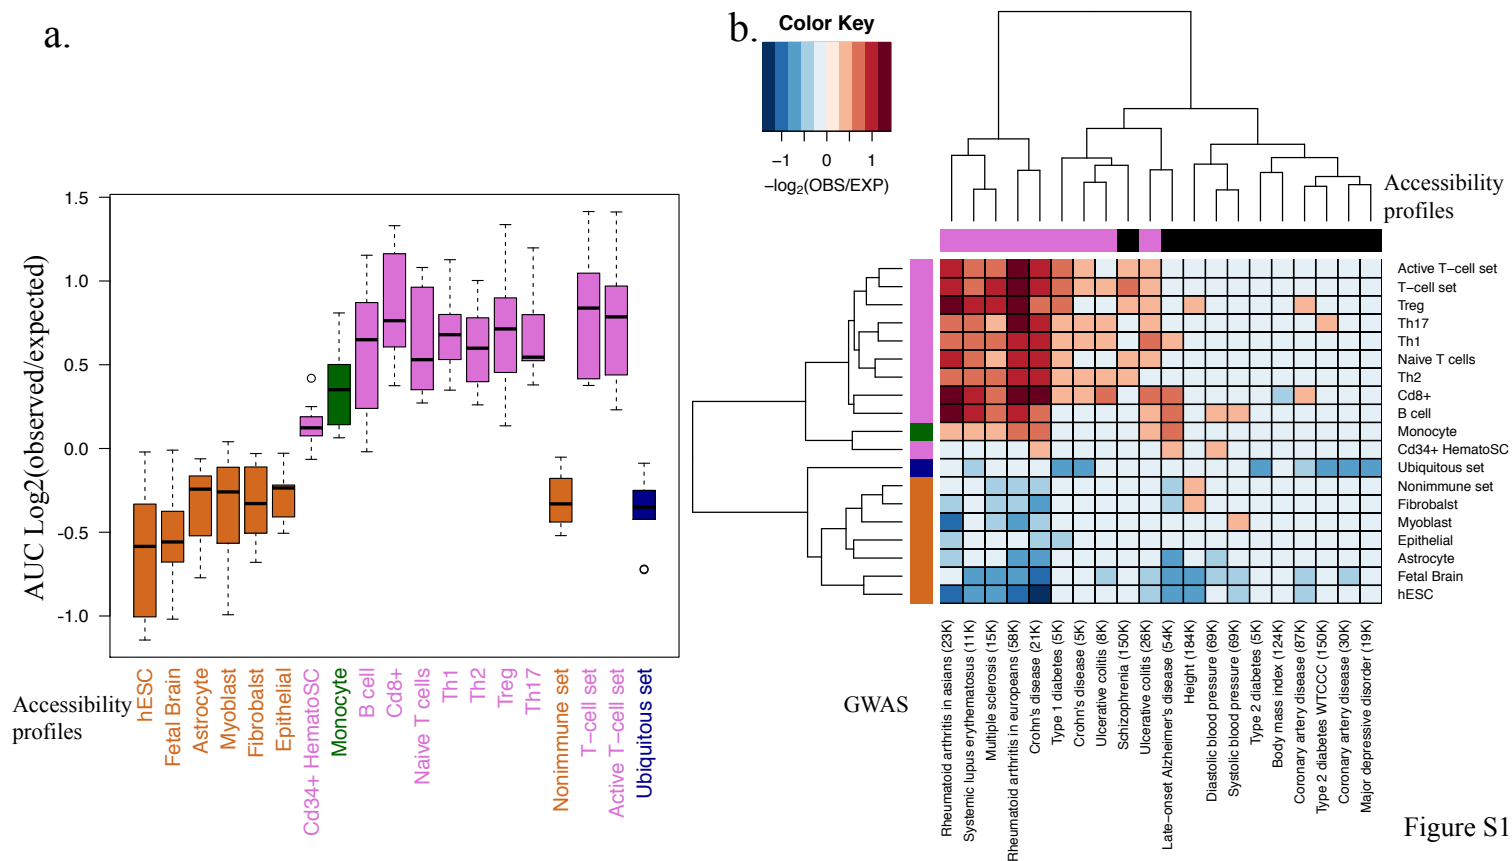 a.
AUC Log2(observed/expected)
1.5
1.0
0.5
0.0
-0.5
-1.0
Accessibility
profiles
hESC
Fetal Brain
Astrocyte
Myoblast
Fibrobalst
Epithelial
Cd34+ HematoSC
Monocyte
B cell
Cd8+
Naive T cells
Th1
Th2
Treg
Th17
Nonimmune set
T−cell set
Active T−cell set
Ubiquitous set
b.
Color Key
−1 0 1
−log2(OBS/EXP)
Accessibility
profiles
Active T−cell set
T−cell set
Treg
Th17
Th1
Naive T cells
Th2
Cd8+
B cell
Monocyte
Cd34+ HematoSC
Ubiquitous set
Nonimmune set
Fibrobalst
Myoblast
Epithelial
Astrocyte
Fetal Brain
hESC
GWAS
Rheumatoid arthritis in asians (23K)
Systemic lupus erythematosus (11K)
Multiple sclerosis (15K)
Rheumatoid arthritis in europeans (58K)
Crohn's disease (21K)
Type 1 diabetes (5K)
Crohn's disease (5K)
Ulcerative colitis (8K)
Schizophrenia (150K)
Ulcerative colitis (26K)
Late−onset Alzheimer's disease (54K)
Height (184K)
Diastolic blood pressure (69K)
Systolic blood pressure (69K)
Type 2 diabetes (5K)
Body mass index (124K)
Coronary artery disease (87K)
Type 2 diabetes WTCCC (150K)
Coronary artery disease (30K)
Major depressive disorder (19K)
Figure S1